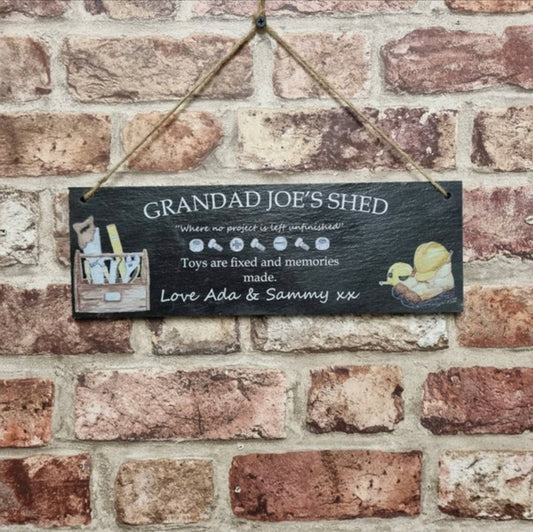 GRANDAD JOE'S SHED
"Where no project is left unfinished"
Toys are fixed and memories
made.
Love Ada & Sammy xx